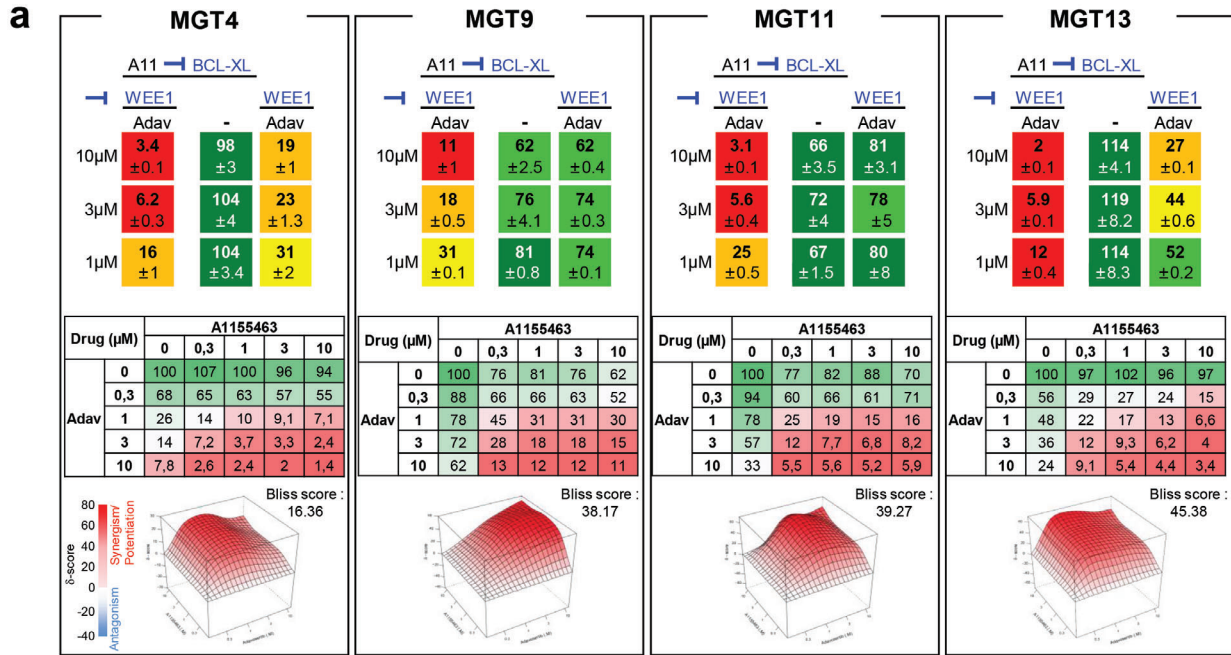 a
MGT4
A11 BCL-XL
WEE1 WEE1
Adav - Adav
10µM 3.4 98 19
±0.1 ±3 ±1
3µM 6.2 104 23
±0.3 ±4 ±1.3
1µM 16 104 31
±1 ±3.4 ±2
Drug (µM) A1155463
0 0,3 1 3 10
0 100 107 100 96 94
0,3 68 65 63 57 55
Adav 1 26 14 10 9,1 7,1
3 14 7,2 3,7 3,3 2,4
10 7,8 2,6 2,4 2 1,4
Bliss score :
16.36
80
60
40
20
0
-20
-40
δ-score
Synergism/
Potentiation
Antagonism
MGT9
A11 BCL-XL
WEE1 WEE1
Adav - Adav
10µM 11 62 62
±1 ±2.5 ±0.4
3µM 18 76 74
±0.5 ±4.1 ±0.3
1µM 31 81 74
±0.1 ±0.8 ±0.1
Drug (µM) A1155463
0 0,3 1 3 10
0 100 76 81 76 62
0,3 88 66 66 63 52
Adav 1 78 45 31 31 30
3 72 28 18 18 15
10 62 13 12 12 11
Bliss score :
38.17
MGT11
A11 BCL-XL
WEE1 WEE1
Adav - Adav
10µM 3.1 66 81
±0.1 ±3.5 ±3.1
3µM 5.6 72 78
±0.4 ±4 ±5
1µM 25 67 80
±0.5 ±1.5 ±8
Drug (µM) A1155463
0 0,3 1 3 10
0 100 77 82 88 70
0,3 94 60 66 61 71
Adav 1 78 25 19 15 16
3 57 12 7,7 6,8 8,2
10 33 5,5 5,6 5,2 5,9
Bliss score :
39.27
MGT13
A11 BCL-XL
WEE1 WEE1
Adav - Adav
10µM 2 114 27
±0.1 ±4.1 ±0.1
3µM 5.9 119 44
±0.1 ±8.2 ±0.6
1µM 12 114 52
±0.4 ±8.3 ±0.2
Drug (µM) A1155463
0 0,3 1 3 10
0 100 97 102 96 97
0,3 56 29 27 24 15
Adav 1 48 22 17 13 6,6
3 36 12 9,3 6,2 4
10 24 9,1 5,4 4,4 3,4
Bliss score :
45.38